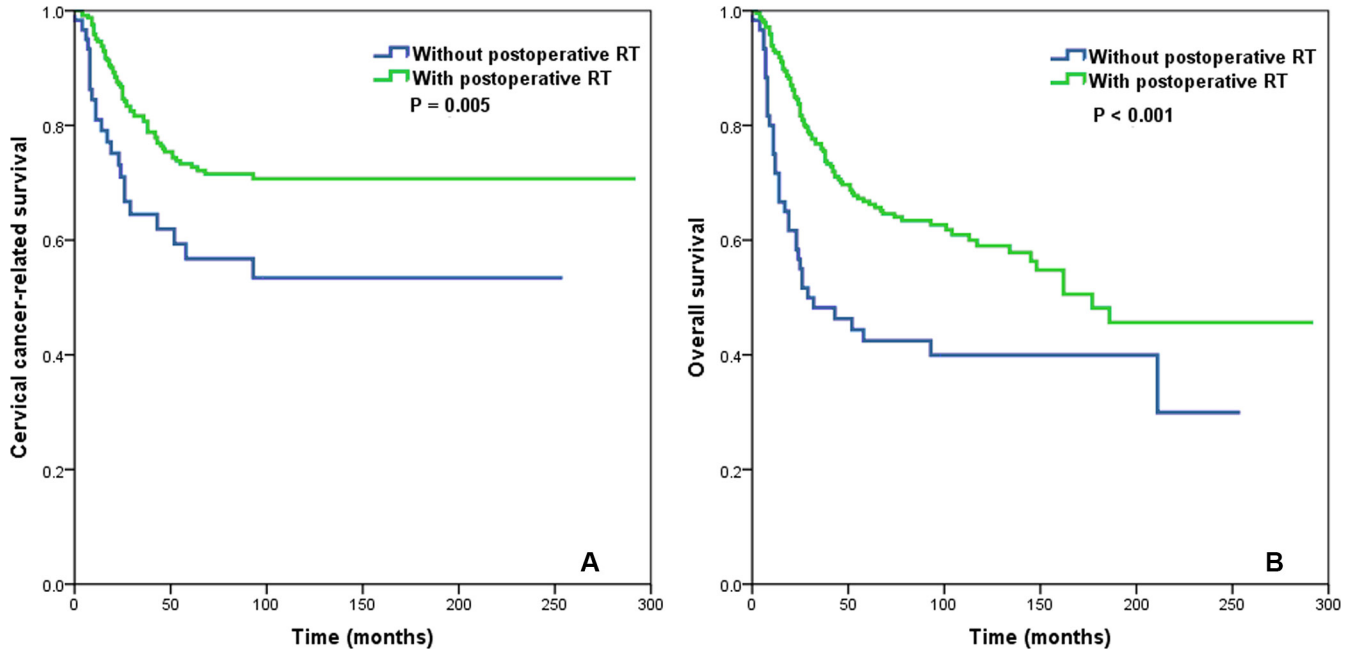 Cervical cancer-related survival
1.0
0.8
0.6
0.4
0.2
0.0
Without postoperative RT
With postoperative RT
P = 0.005
A
0 50 100 150 200 250 300
Time (months)
Overall survival
1.0
0.8
0.6
0.4
0.2
0.0
Without postoperative RT
With postoperative RT
P < 0.001
B
0 50 100 150 200 250 300
Time (months)